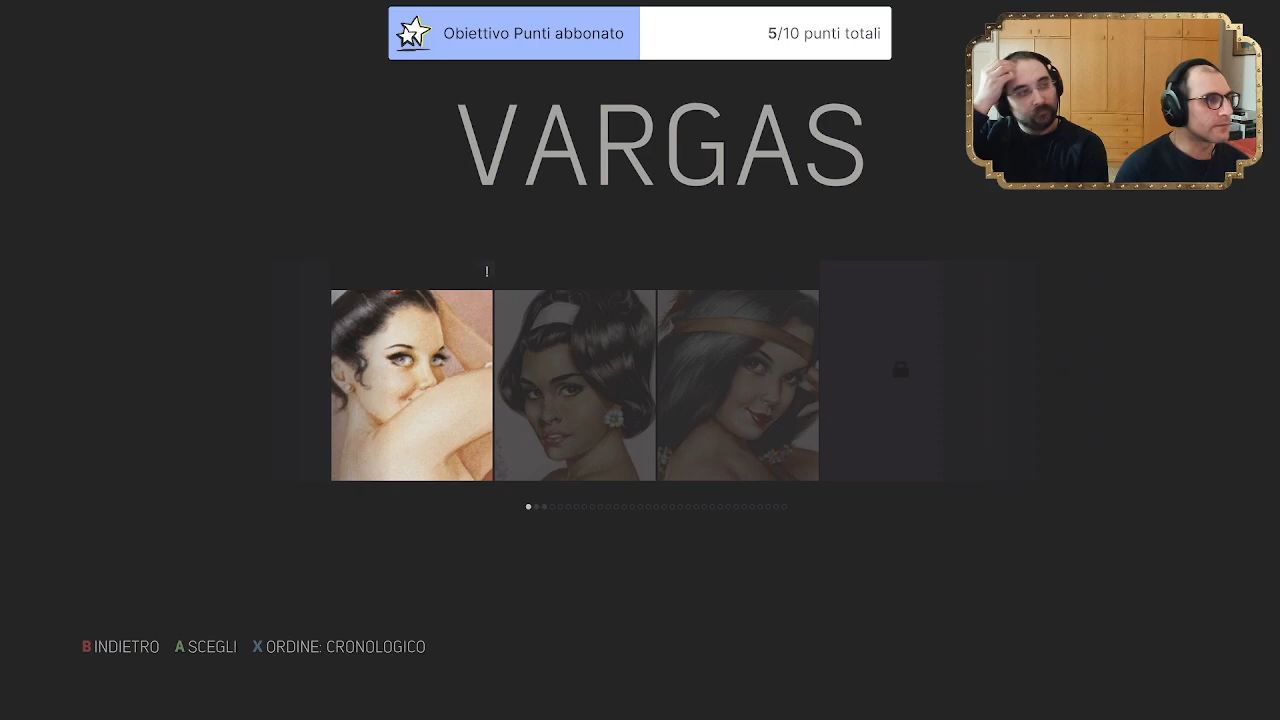 Obiettivo Punti abbonato
5/10 punti totali
VARGAS
!
B INDIETRO A SCEGLI X ORDINE: CRONOLOGICO